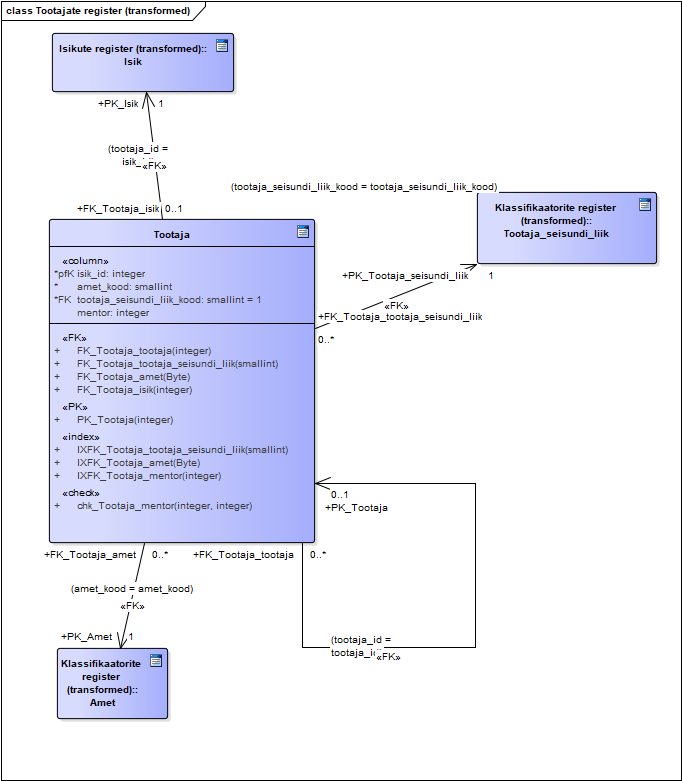 class Tootajate register (transformed)
Isikute register (transformed)::
Isik
+PK_Isik
1
(tootaja_id =
«FK»
+FK_Tootaja_isik
0..1
(tootaja_seisundi_liik_kood = tootaja_seisundi_liik_kood)
Klassifikaatorite register
(transformed)::
Tootaja_seisundi_liik
+PK_Tootaja_seisundi_liik
1
«FK»
+FK_Tootaja_tootaja_seisundi_liik
0..*
Tootaja
«column»
*pfK isik_id: integer
* amet_kood: smallint
*FK tootaja_seisundi_liik_kood: smallint = 1
mentor: integer
«FK»
+ FK_Tootaja_tootaja(integer)
+ FK_Tootaja_tootaja_seisundi_liik(smallint)
+ FK_Tootaja_amet(Byte)
+ FK_Tootaja_isik(integer)
«PK»
+ PK_Tootaja(integer)
«index»
+ IXFK_Tootaja_tootaja_seisundi_liik(smallint)
+ IXFK_Tootaja_amet(Byte)
+ IXFK_Tootaja_mentor(integer)
«check»
+ chk_Tootaja_mentor(integer, integer)
0..1
+PK_Tootaja
+FK_Tootaja_amet
0..*
+FK_Tootaja_tootaja
0..*
(amet_kood = amet_kood)
«FK»
+PK_Amet
1
(tootaja_id =
«FK»
Klassifikaatorite
register
(transformed)::
Amet